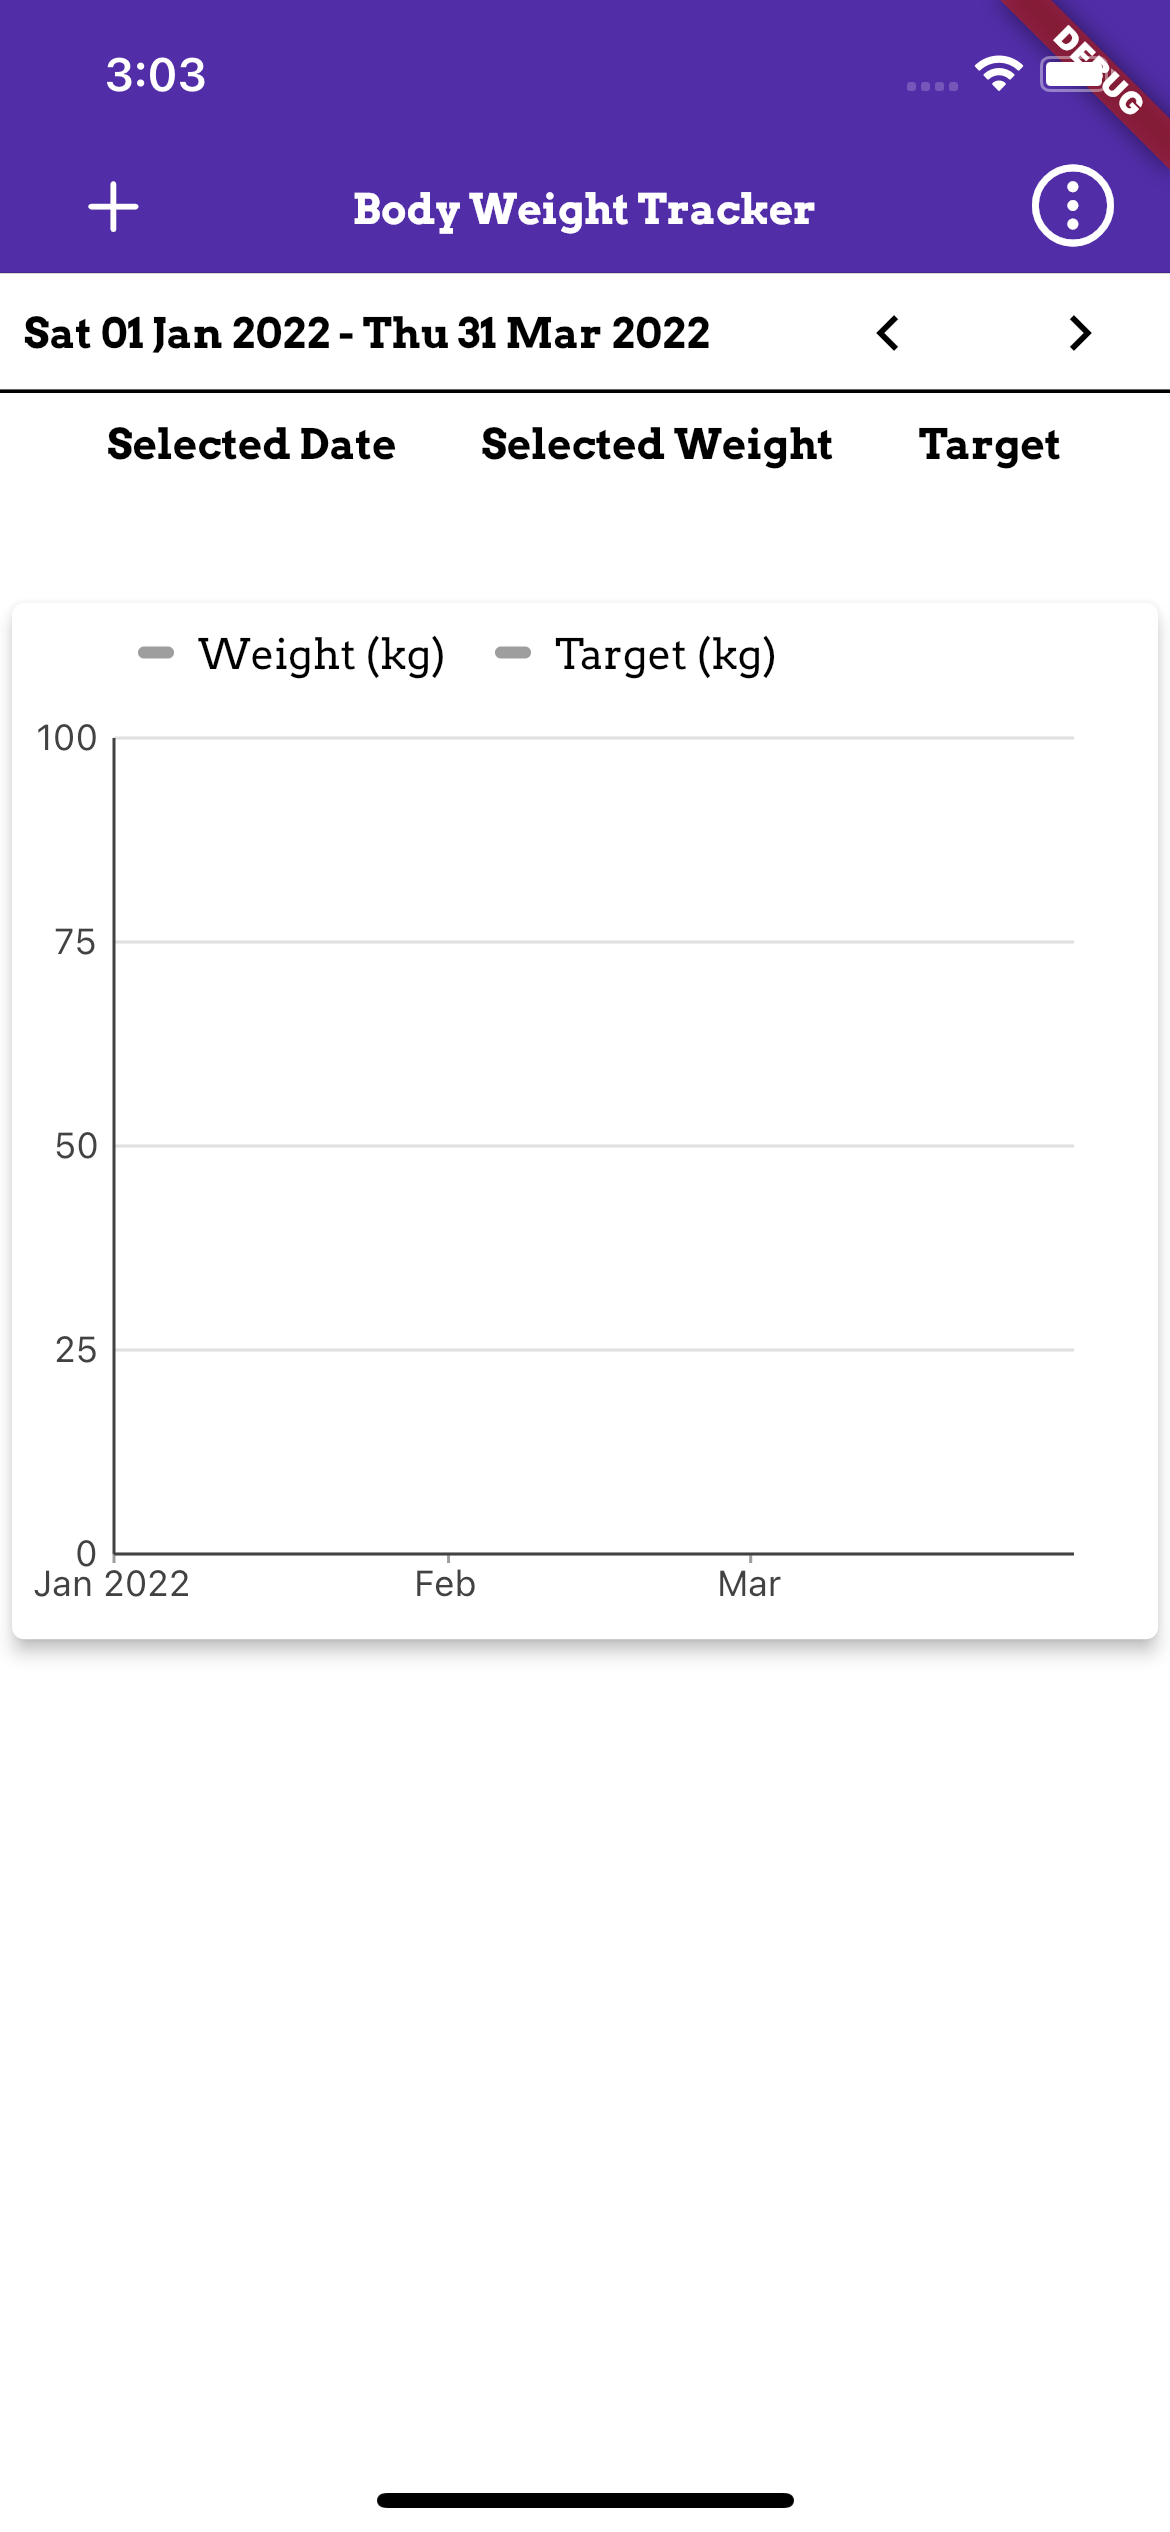 3:03
DEBUG
Body Weight Tracker
Sat 01 Jan 2022 - Thu 31 Mar 2022
Selected Date Selected Weight Target
Weight (kg) Target (kg)
100
75
50
25
0
Jan 2022 Feb Mar